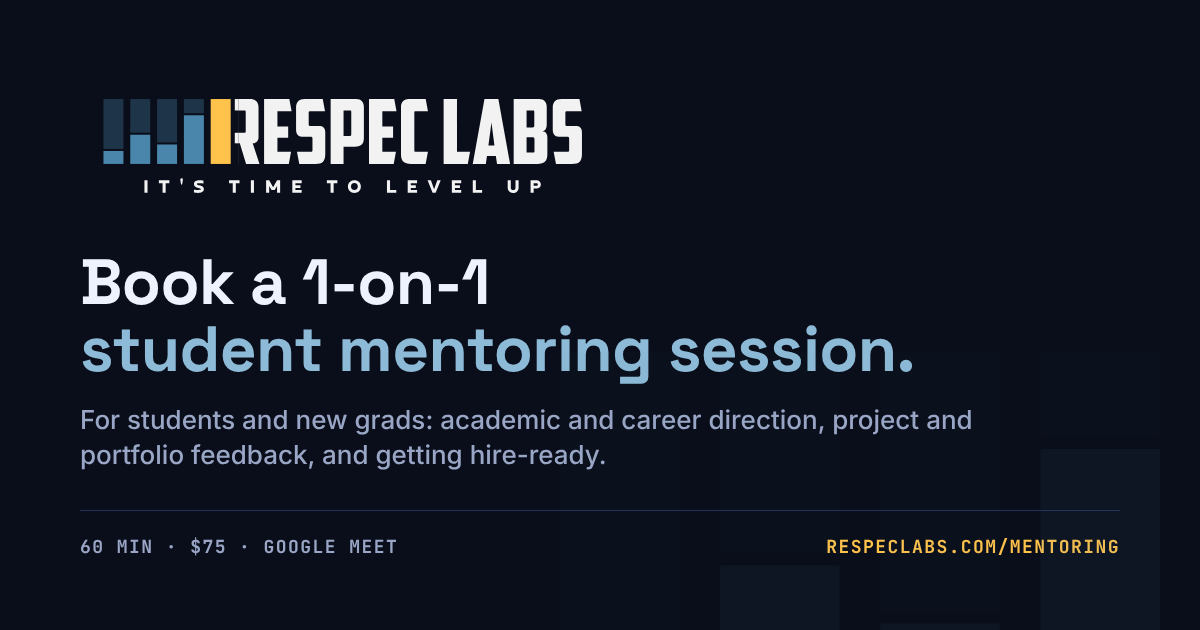 RESPEC LABS
IT'S TIME TO LEVEL UP
Book a 1-on-1
student mentoring session.
For students and new grads: academic and career direction, project and
portfolio feedback, and getting hire-ready.
60 MIN · $75 · GOOGLE MEET
RESPECLABS.COM/MENTORING